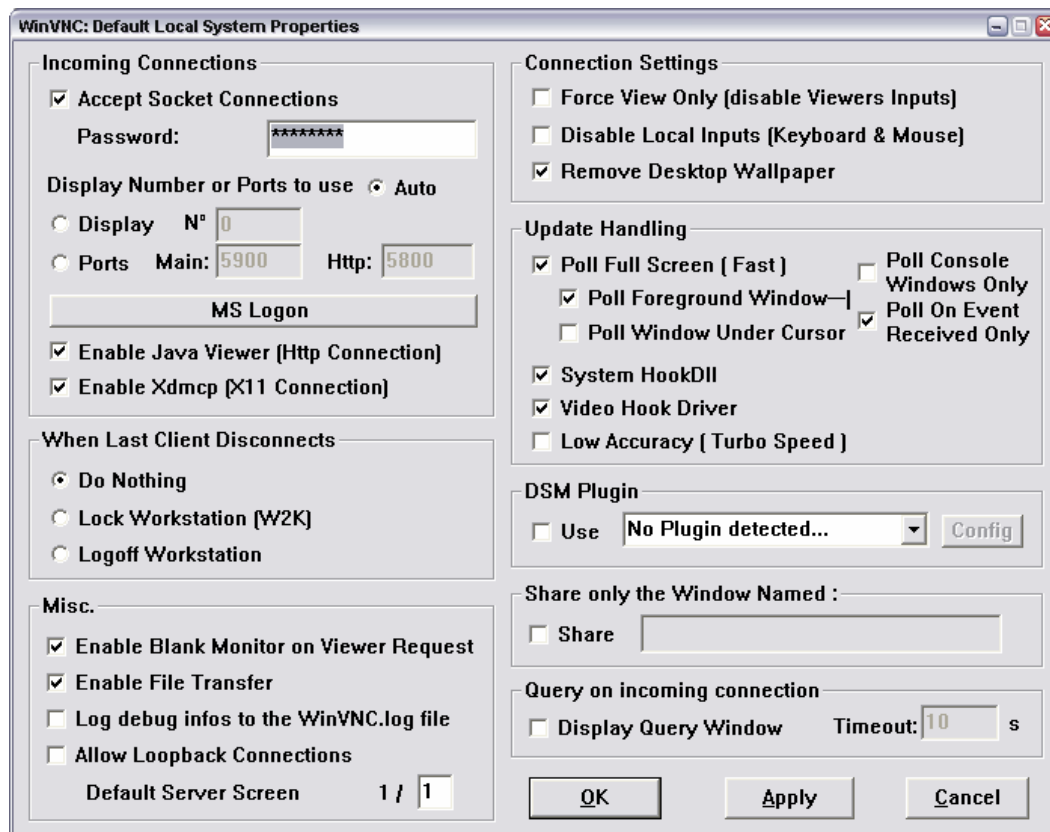 WinVNC: Default Local System Properties
Incoming Connections
Accept Socket Connections
Password: ********
Display Number or Ports to use Auto
Display N° 0
Ports Main: 5900 Http: 5800
MS Logon
Enable Java Viewer (Http Connection)
Enable Xdmcp (X11 Connection)
When Last Client Disconnects
Do Nothing
Lock Workstation (W2K)
Logoff Workstation
Misc.
Enable Blank Monitor on Viewer Request
Enable File Transfer
Log debug infos to the WinVNC.log file
Allow Loopback Connections
Default Server Screen 1 / 1
Connection Settings
Force View Only (disable Viewers Inputs)
Disable Local Inputs (Keyboard & Mouse)
Remove Desktop Wallpaper
Update Handling
Poll Full Screen ( Fast )
Poll Foreground Window—|
Poll Window Under Cursor
Poll Console
Windows Only
Poll On Event
Received Only
System HookDll
Video Hook Driver
Low Accuracy ( Turbo Speed )
DSM Plugin
Use No Plugin detected... Config
Share only the Window Named :
Share
Query on incoming connection
Display Query Window Timeout: 10 s
OK Apply Cancel